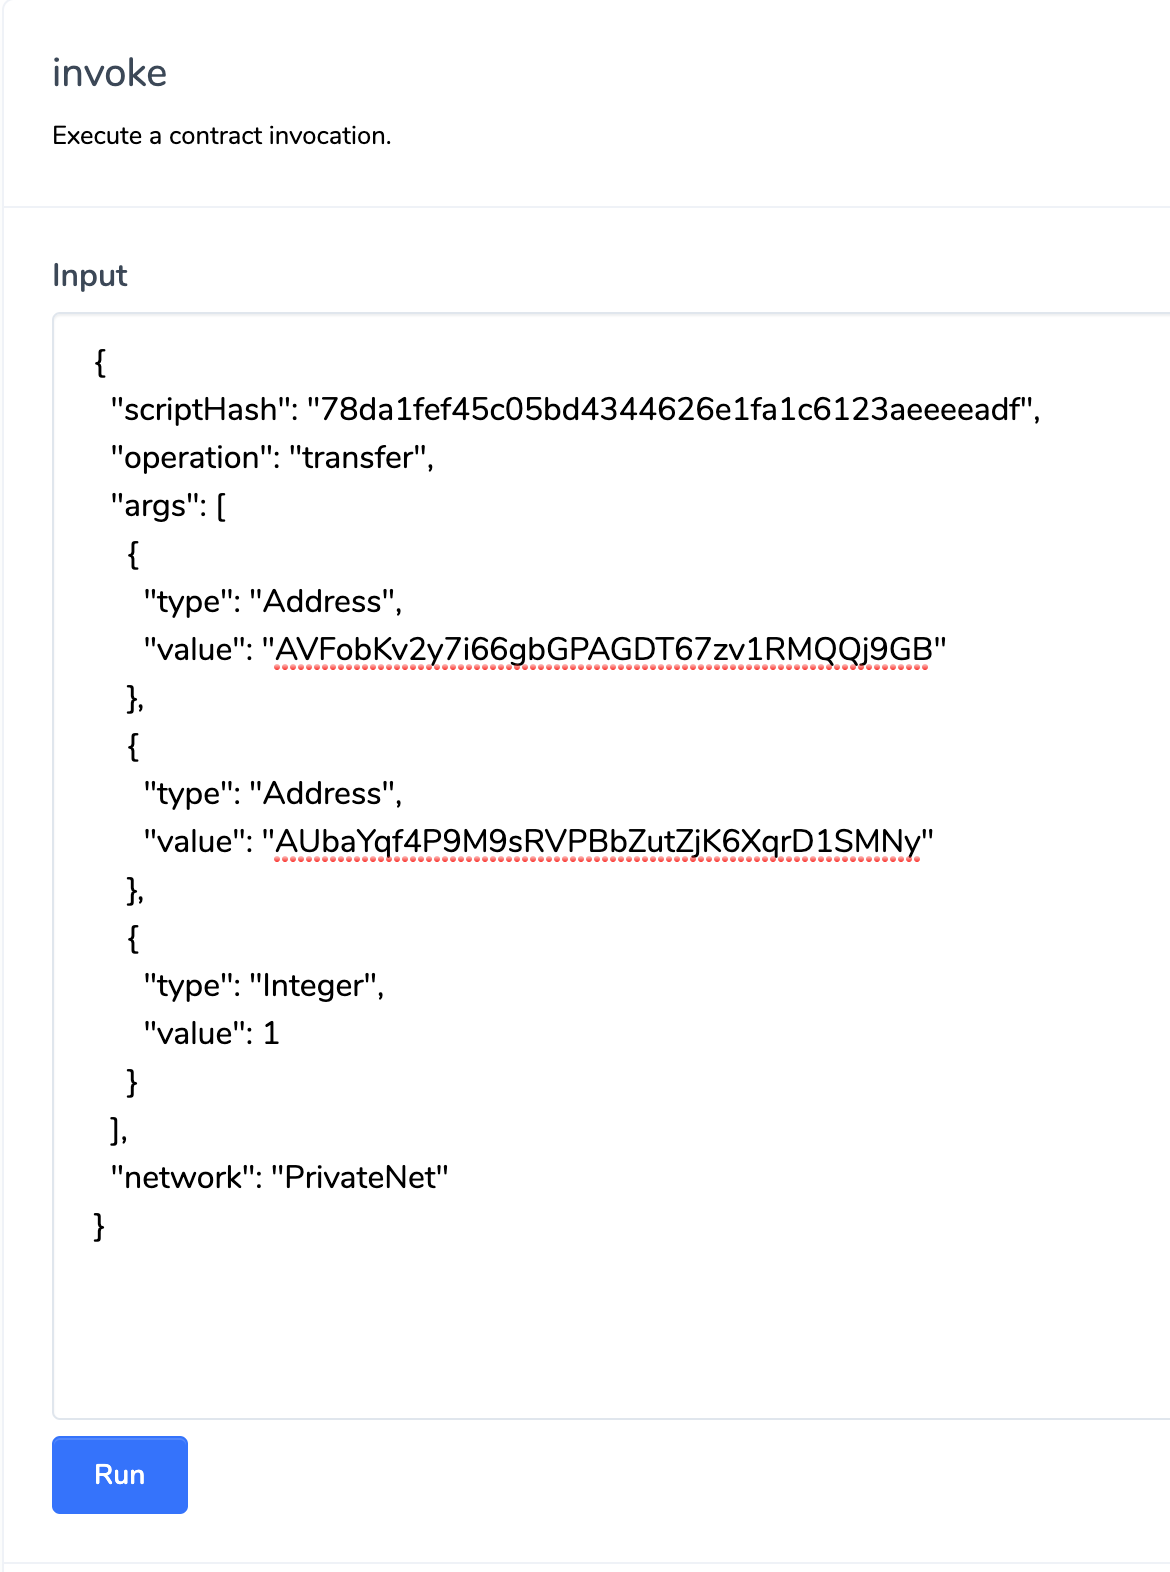 invoke
Execute a contract invocation.
Input
{
"scriptHash": "78da1fef45c05bd4344626e1fa1c6123aeeeeadf",
"operation": "transfer",
"args": [
{
"type": "Address",
"value": "AVFobKv2y7i66gbGPAGDT67zv1RMQQj9GB"
},
{
"type": "Address",
"value": "AUbaYqf4P9M9sRVPBbZutZjK6XqrD1SMNy"
},
{
"type": "Integer",
"value": 1
}
],
"network": "PrivateNet"
}
Run